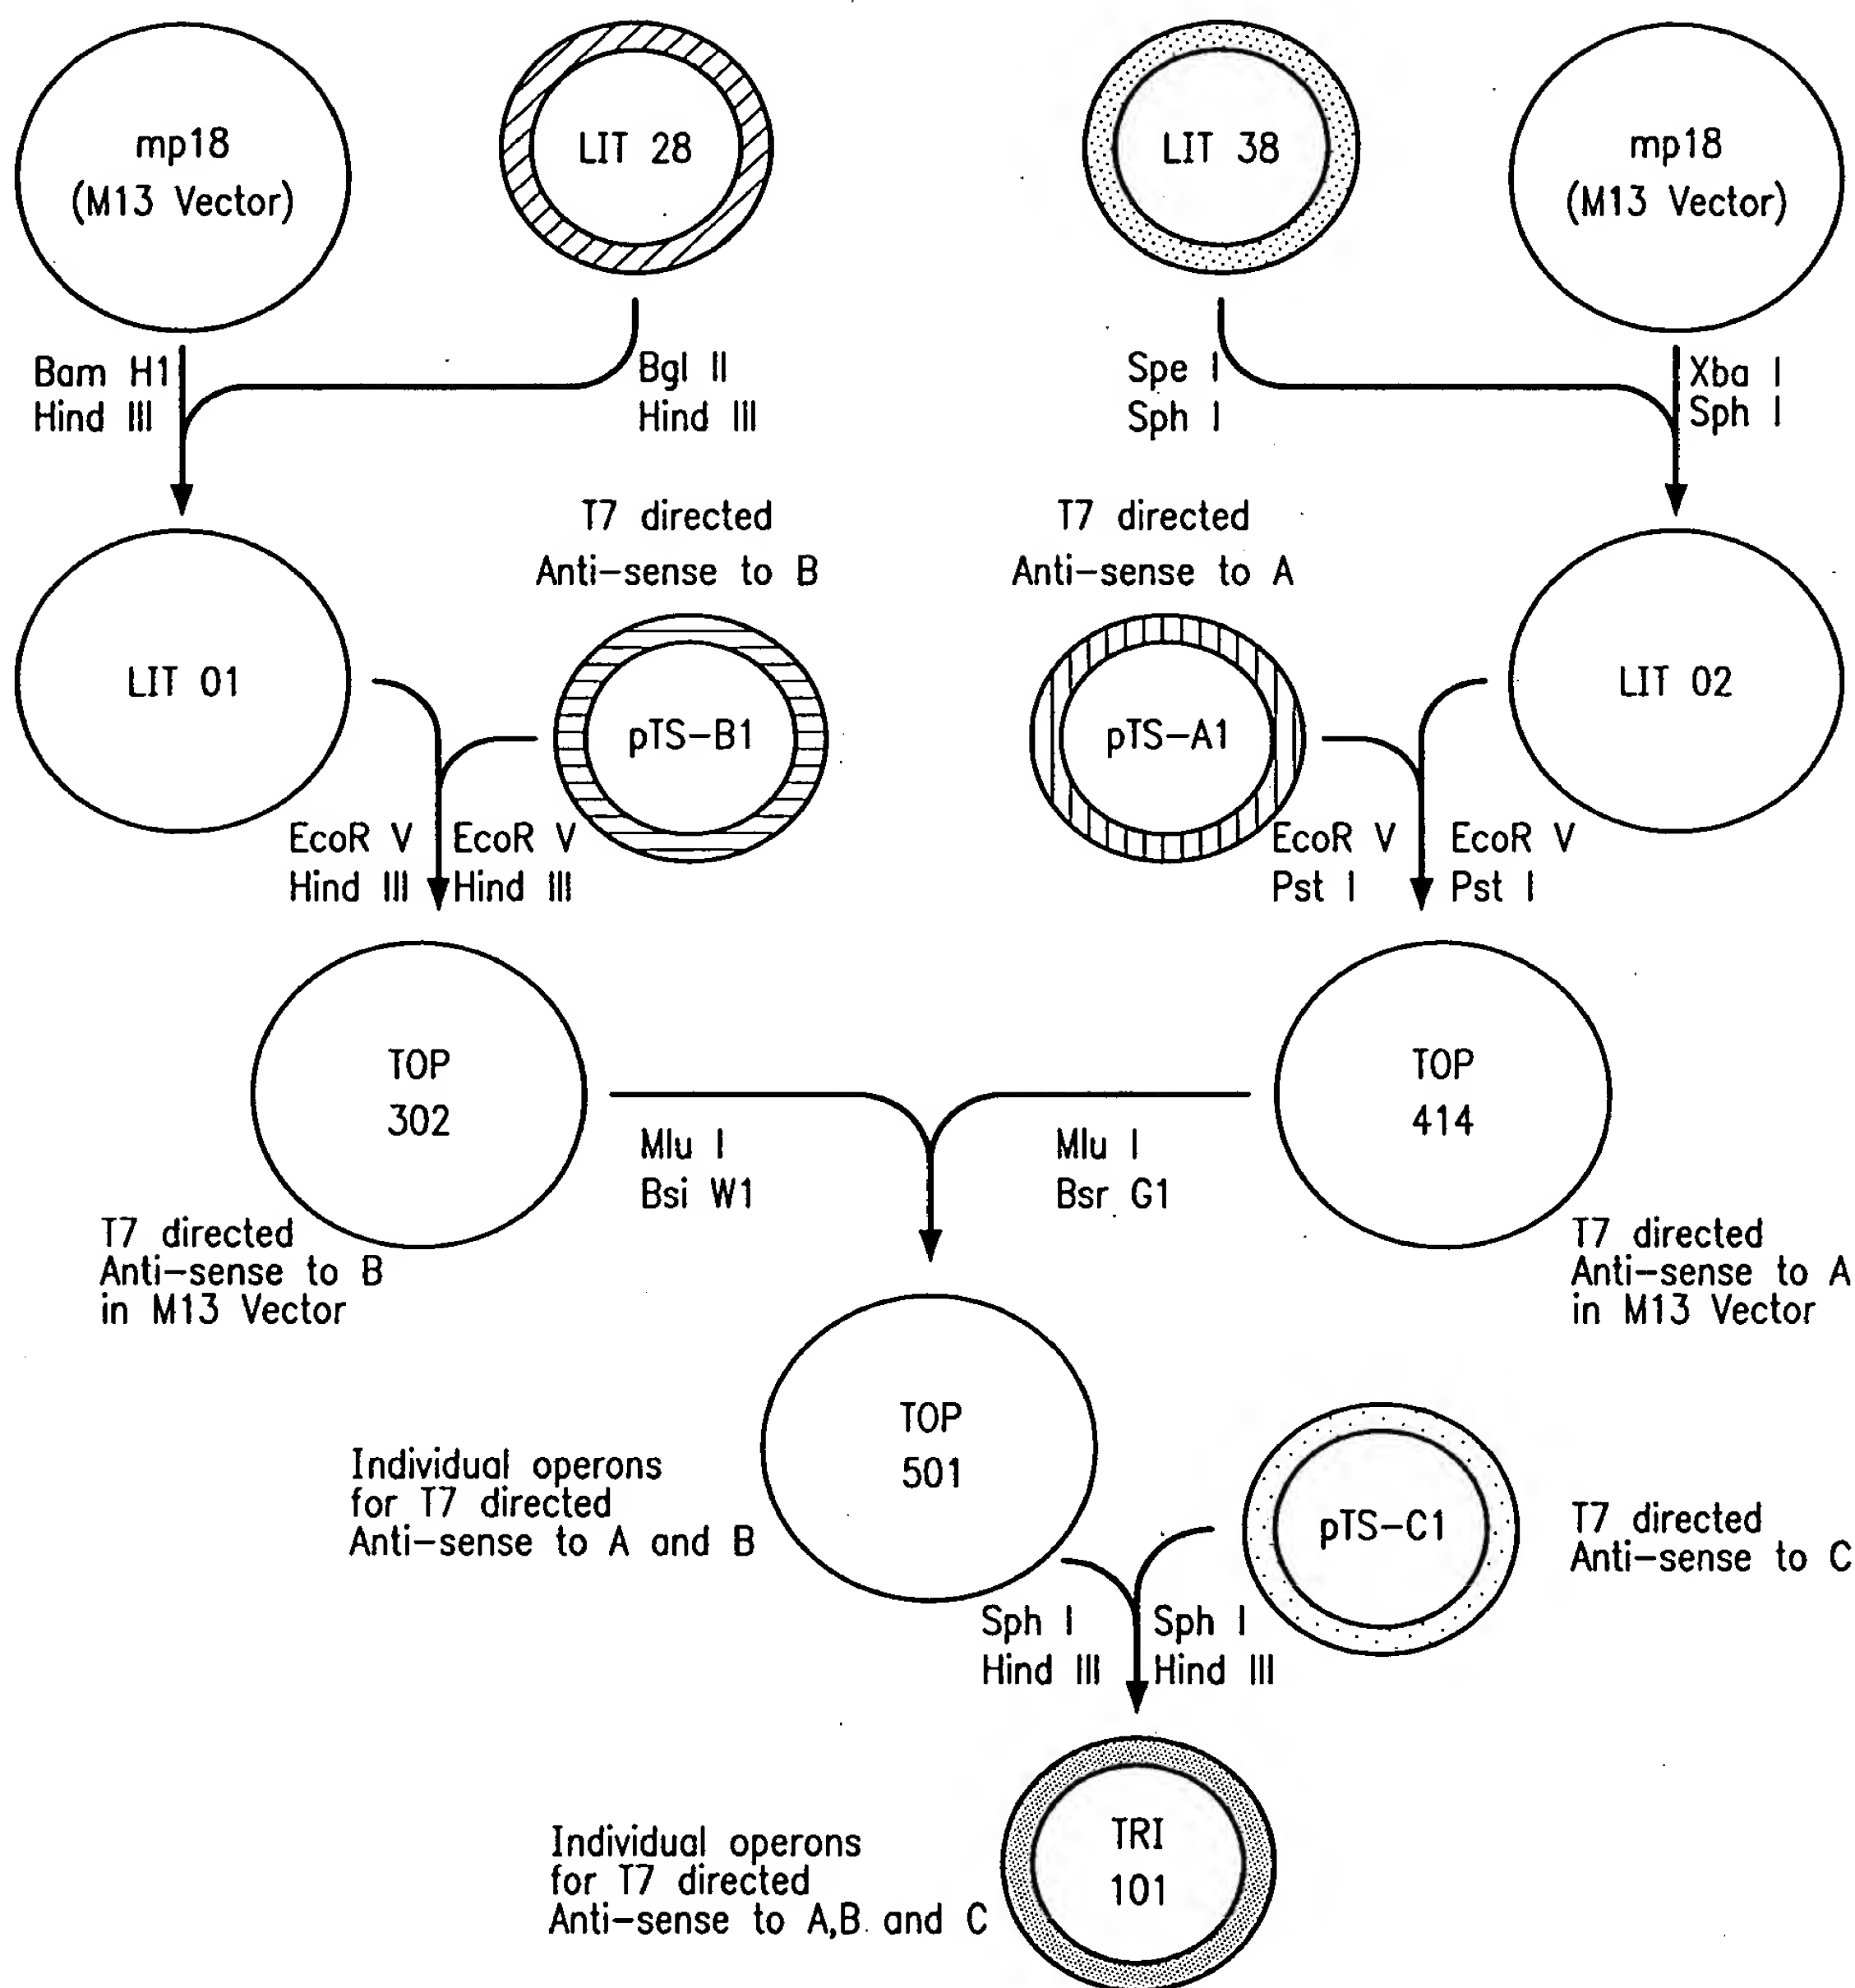 mp18
(M13 Vector)
LIT 28
LIT 38
mp18
(M13 Vector)
Bam H1
Hind III
Bgl II
Hind III
Spe I
Sph I
Xba I
Sph I
T7 directed
Anti-sense to B
T7 directed
Anti-sense to A
LIT 01
pTS-B1
pTS-A1
LIT 02
EcoR V
Hind III
EcoR V
Hind III
EcoR V
Pst I
EcoR V
Pst I
TOP
302
TOP
414
Mlu I
Bsi W1
Mlu I
Bsr G1
T7 directed
Anti-sense to B
in M13 Vector
T7 directed
Anti-sense to A
in M13 Vector
TOP
501
Individual operons
for T7 directed
Anti-sense to A and B
pTS-C1
T7 directed
Anti-sense to C
Sph I
Hind III
Sph I
Hind III
Individual operons
for T7 directed
Anti-sense to A,B and C
TRI
101